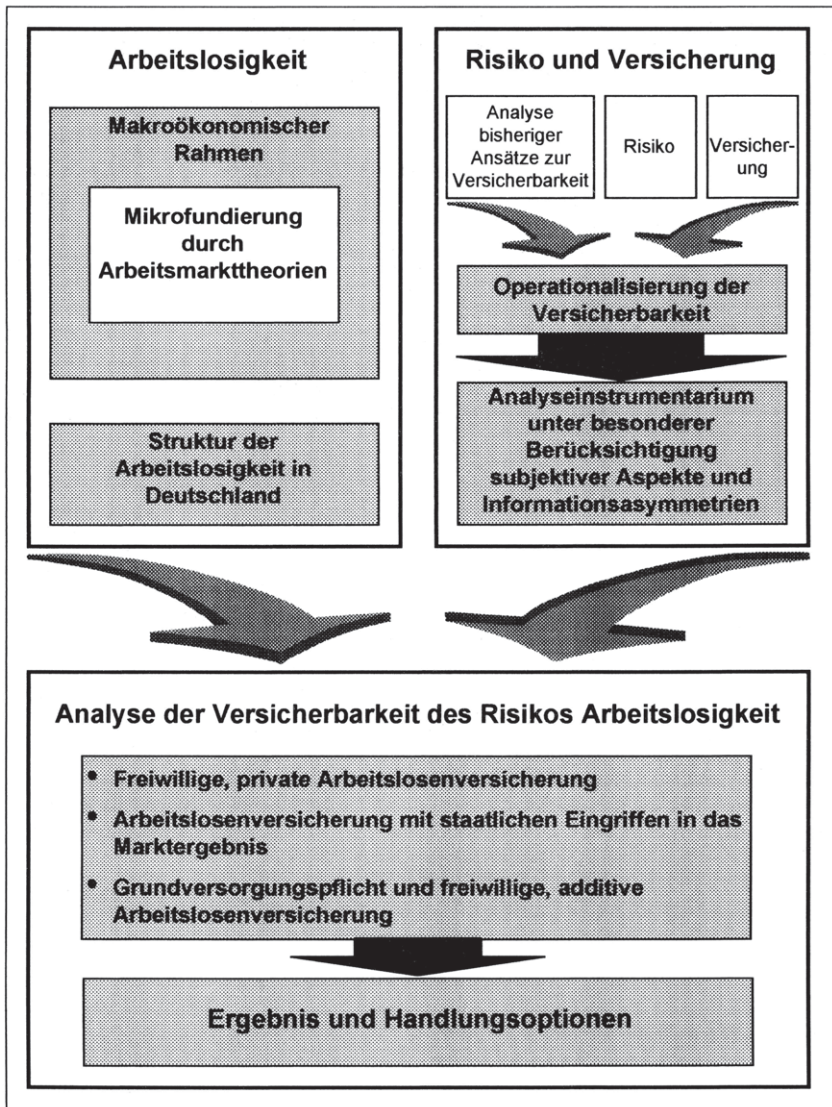 Arbeitslosigkeit
Makroökonomischer
Rahmen
Mikrofundierung
durch
Arbeitsmarkttheorien
Struktur der
Arbeitslosigkeit in
Deutschland
Risiko und Versicherung
Analyse
bisheriger
Ansätze zur
Versicherbarkeit
Risiko
Versicher-
ung
Operationalisierung der
Versicherbarkeit
Analyseinstrumentarium
unter besonderer
Berücksichtigung
subjektiver Aspekte und
Informationsasymmetrien
Analyse der Versicherbarkeit des Risikos Arbeitslosigkeit
• Freiwillige, private Arbeitslosenversicherung
• Arbeitslosenversicherung mit staatlichen Eingriffen in das
Marktergebnis
• Grundversorgungspflicht und freiwillige, additive
Arbeitslosenversicherung
Ergebnis und Handlungsoptionen